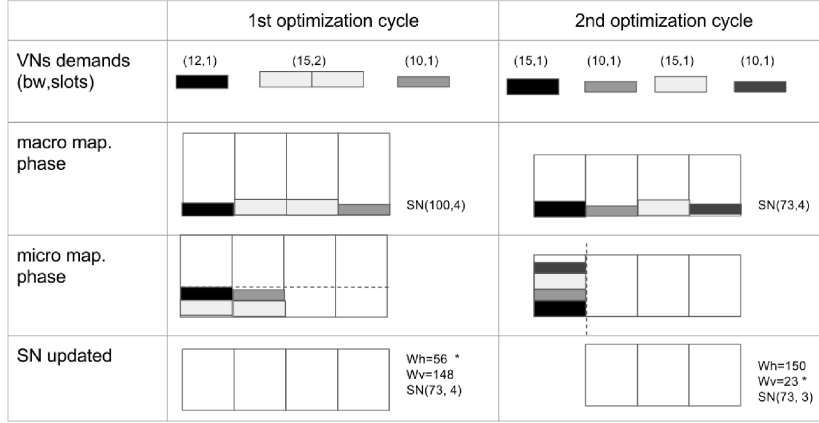 1st optimization cycle
2nd optimization cycle
VNs demands
(bw,slots)
(12,1)
(15,2)
(10,1)
(15,1)
(10,1)
(15,1)
(10,1)
macro map.
phase
SN(100,4)
SN(73,4)
micro map.
phase
SN updated
Wh=56 *
Wv=148
SN(73, 4)
Wh=150
Wv=23 *
SN(73, 3)